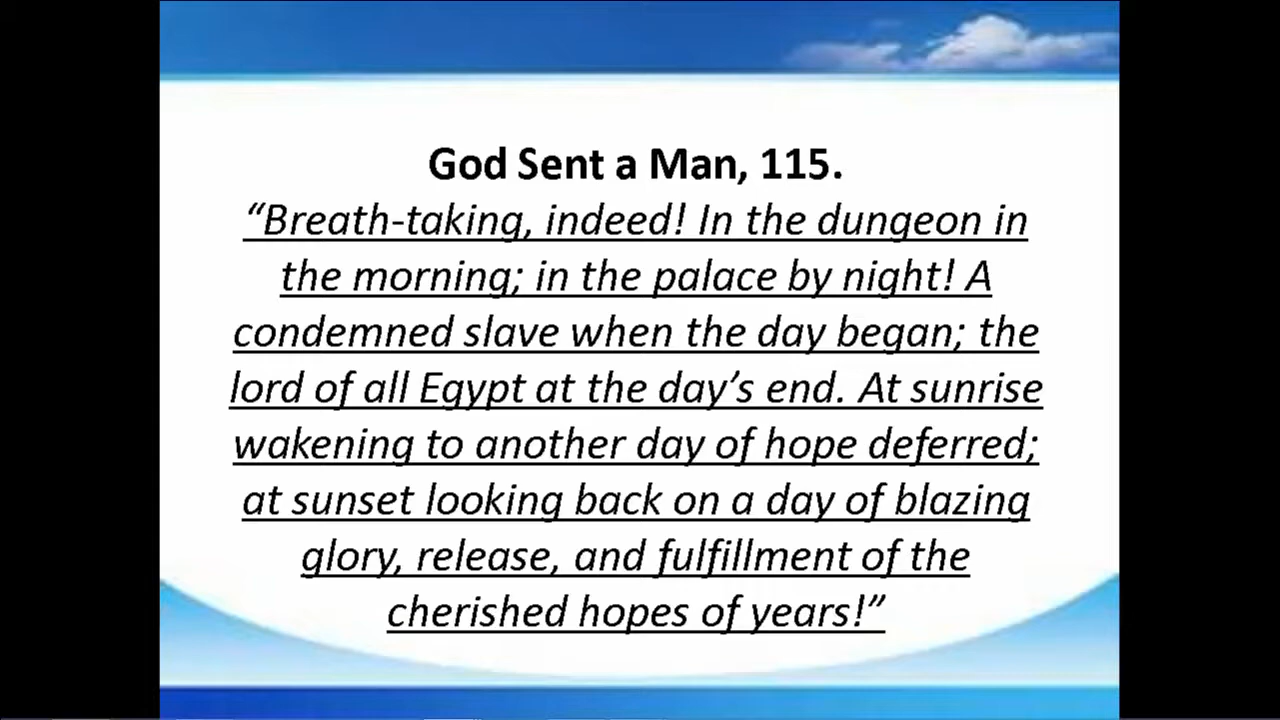 God Sent a Man, 115.
“Breath-taking, indeed! In the dungeon in
the morning; in the palace by night! A
condemned slave when the day began; the
lord of all Egypt at the day’s end. At sunrise
wakening to another day of hope deferred;
at sunset looking back on a day of blazing
glory, release, and fulfillment of the
cherished hopes of years!”